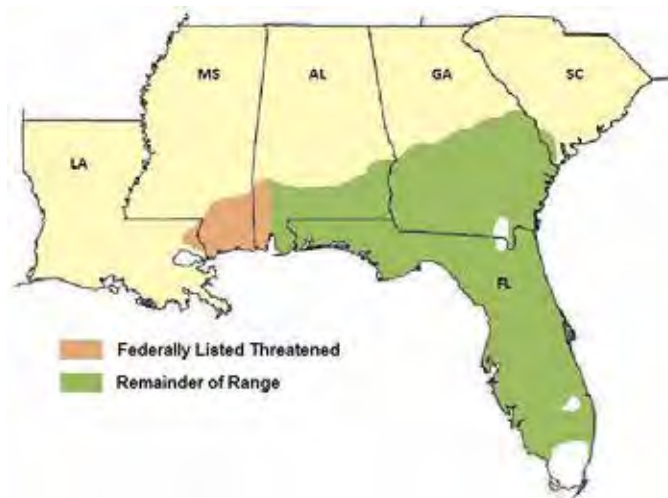 MS
AL
GA
SC
LA
FL
Federally Listed Threatened
Remainder of Range